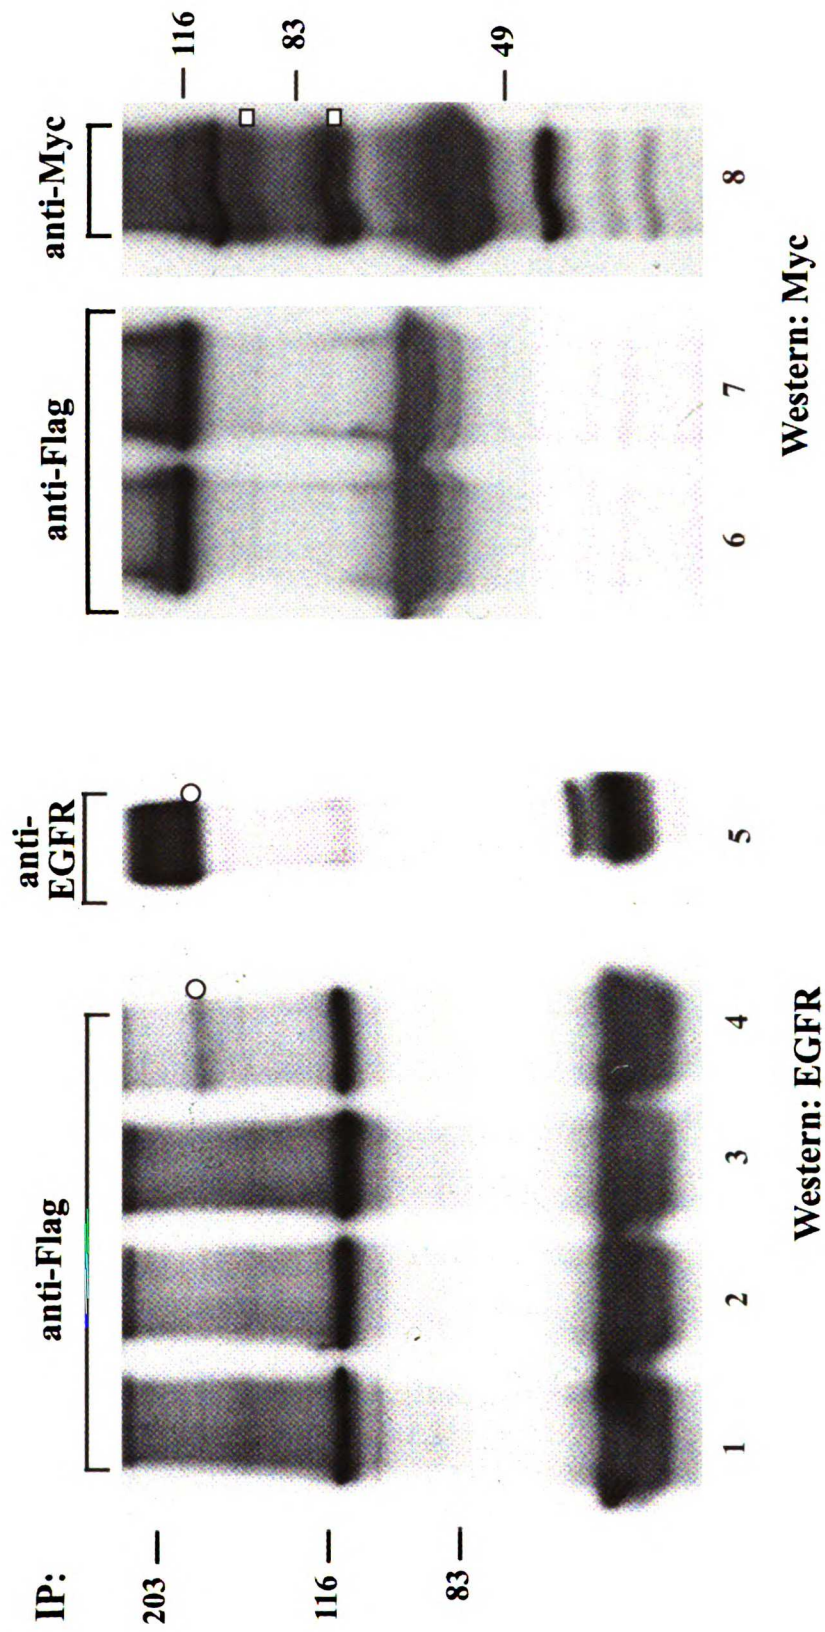 IP:
anti-Flag
anti-
EGFR
anti-Flag
anti-Myc
203
116
83
116
83
49
1 2 3 4 5 6 7 8
Western: EGFR
Western: Myc